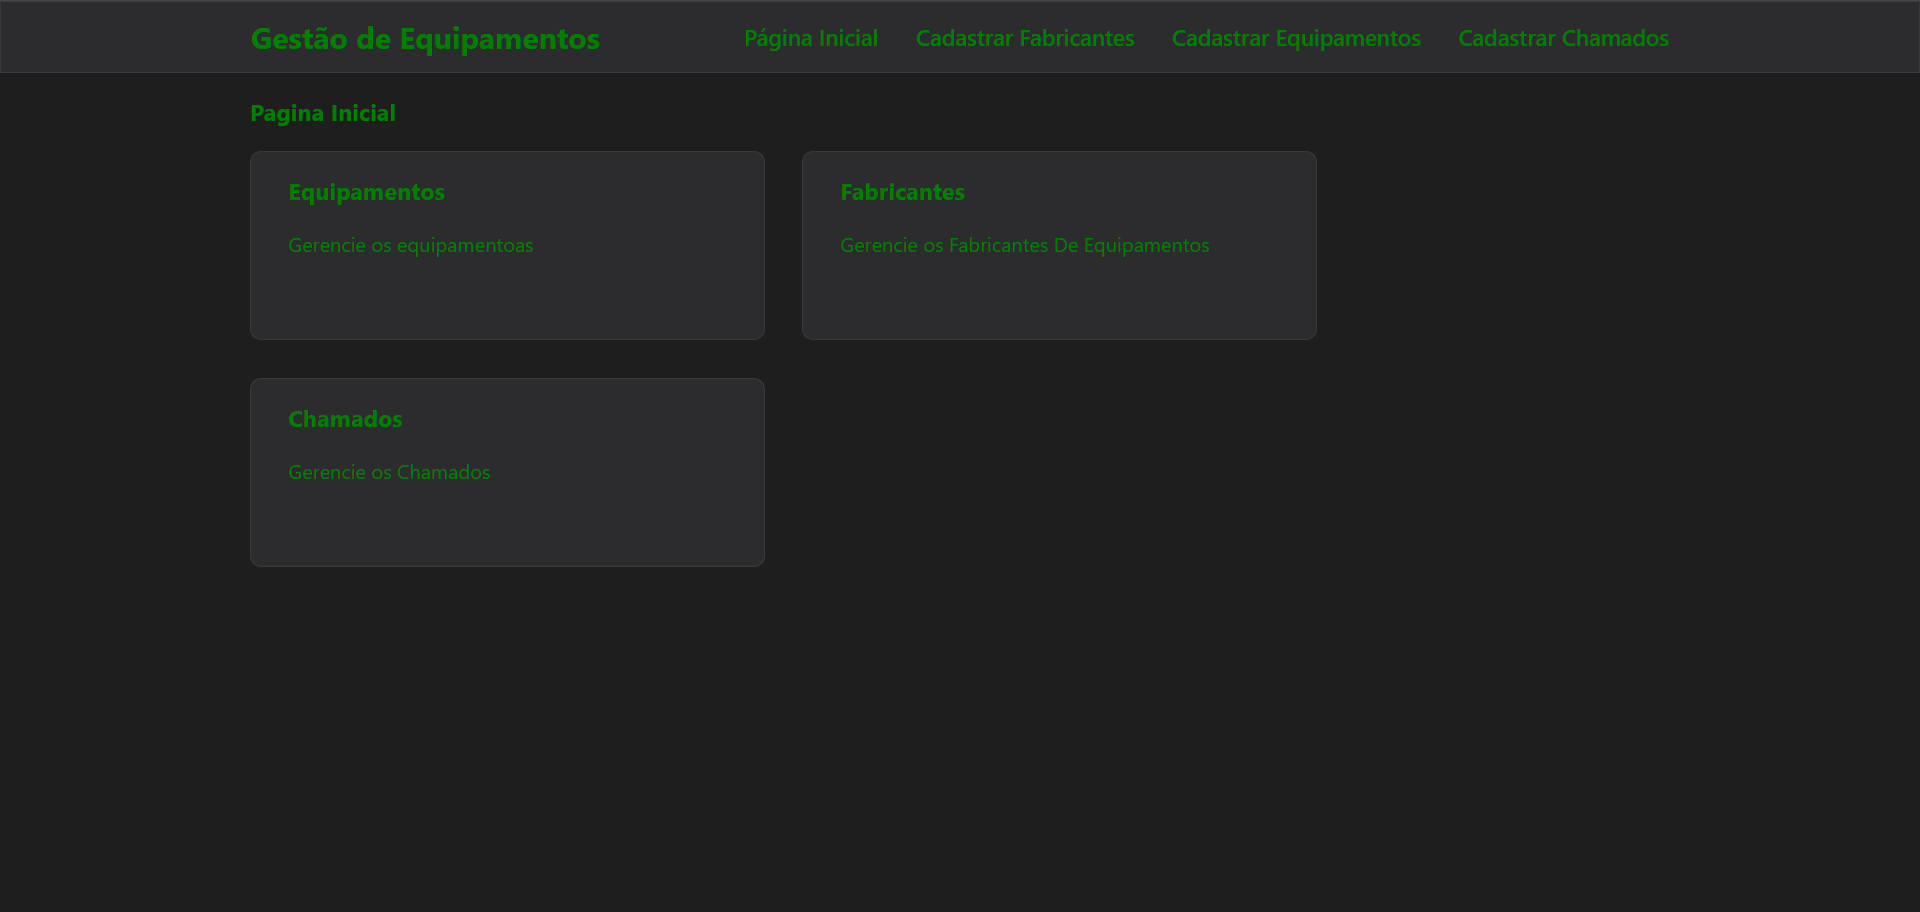 Gestão de Equipamentos
Página Inicial
Cadastrar Fabricantes
Cadastrar Equipamentos
Cadastrar Chamados
Pagina Inicial
Equipamentos
Gerencie os equipamentoas
Fabricantes
Gerencie os Fabricantes De Equipamentos
Chamados
Gerencie os Chamados